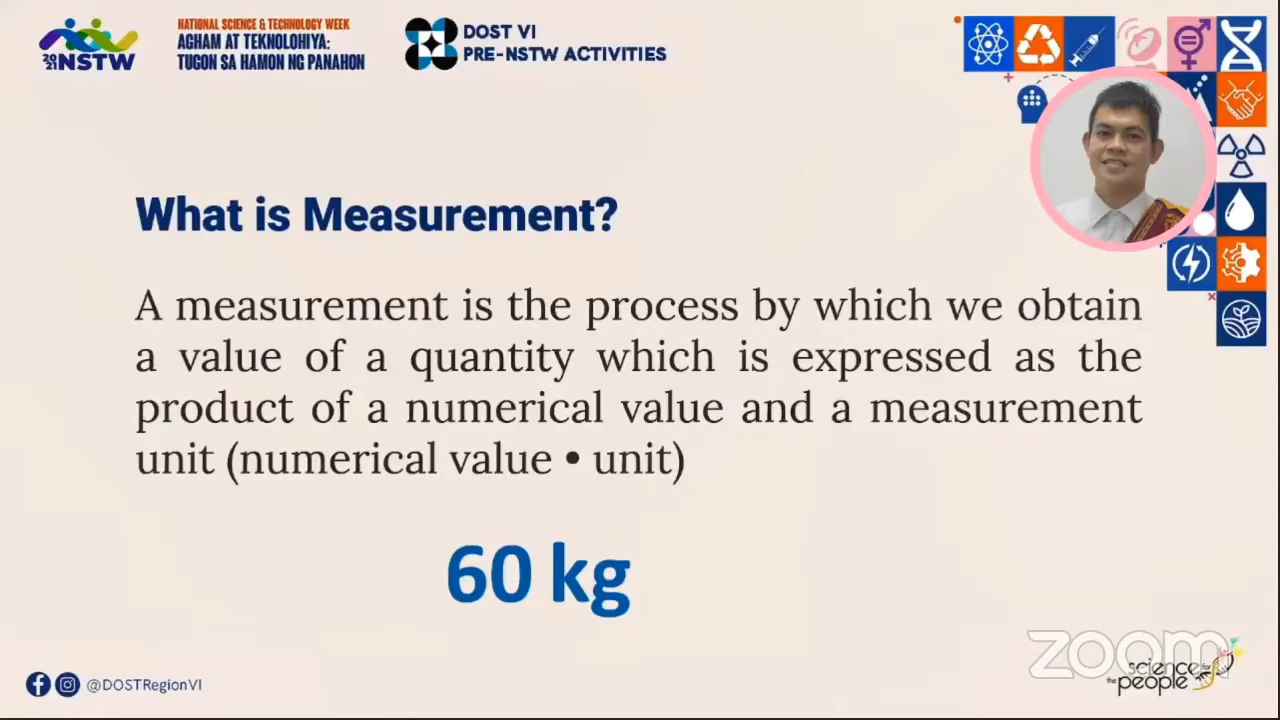 2021 NSTW
NATIONAL SCIENCE & TECHNOLOGY WEEK
AGHAM AT TEKNOLOHIYA:
TUGON SA HAMON NG PANAHON
DOST VI
PRE-NSTW ACTIVITIES
What is Measurement?
A measurement is the process by which we obtain
a value of a quantity which is expressed as the
product of a numerical value and a measurement
unit (numerical value • unit)
60 kg
zoom
science for
the people
@DOSTRegionVI